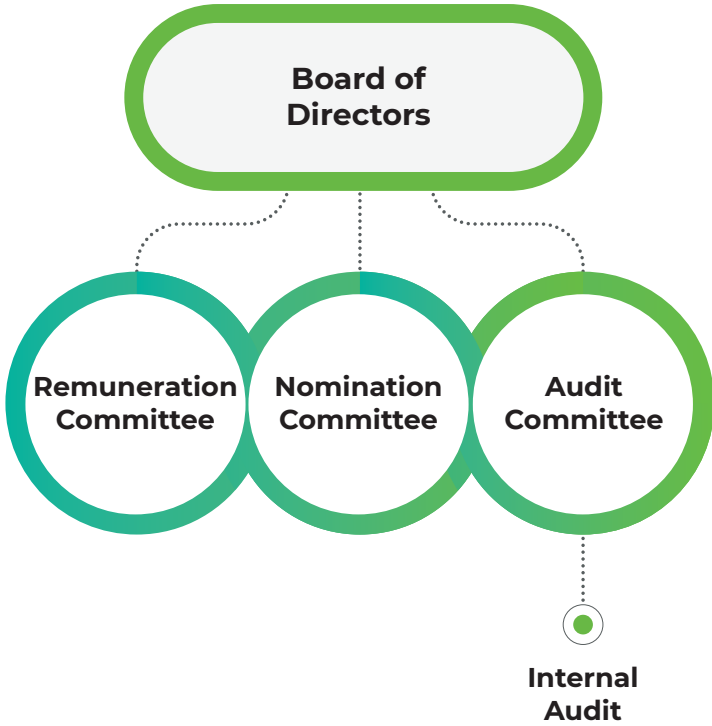 Board of
Directors
Remuneration
Committee
Nomination
Committee
Audit
Committee
Internal
Audit